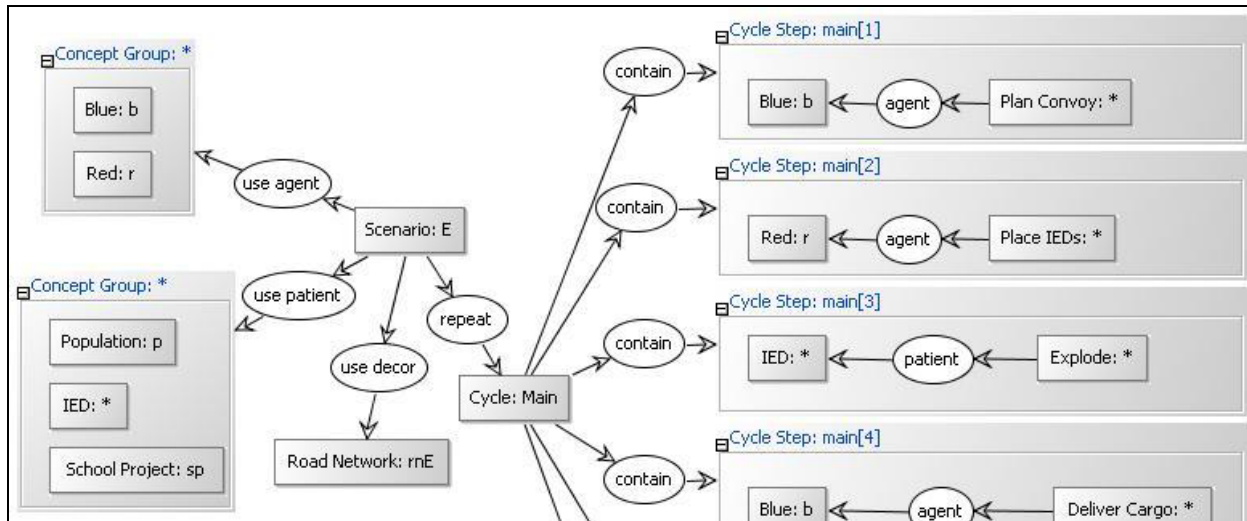 Concept Group: *
Blue: b
Red: r
use agent
Scenario: E
Concept Group: *
Population: p
IED: *
School Project: sp
use patient
use decor
Road Network: rnE
repeat
Cycle: Main
contain
Cycle Step: main[1]
Blue: b
agent
Plan Convoy: *
contain
Cycle Step: main[2]
Red: r
agent
Place IEDs: *
contain
Cycle Step: main[3]
IED: *
patient
Explode: *
contain
Cycle Step: main[4]
Blue: b
agent
Deliver Cargo: *